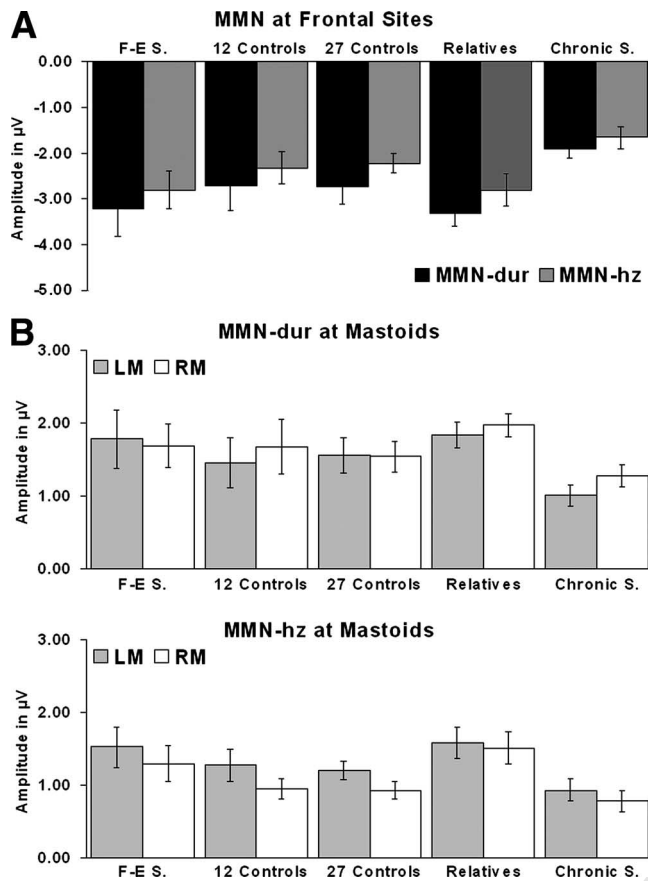 A
MMN at Frontal Sites
F-E S. 12 Controls 27 Controls Relatives Chronic S.
Amplitude in µV
0.00
-1.00
-2.00
-3.00
-4.00
-5.00
MMN-dur MMN-hz
B
MMN-dur at Mastoids
LM RM
Amplitude in µV
3.00
2.00
1.00
0.00
F-E S. 12 Controls 27 Controls Relatives Chronic S.
MMN-hz at Mastoids
LM RM
Amplitude in µV
3.00
2.00
1.00
0.00
F-E S. 12 Controls 27 Controls Relatives Chronic S.